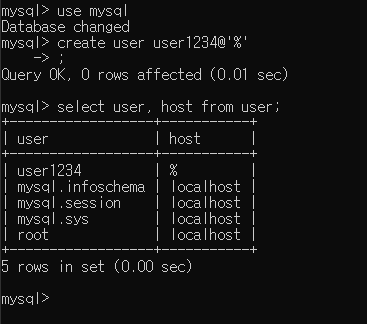 mysql> use mysql
Database changed
mysql> create user user1234@'%'
    -> ;
Query OK, 0 rows affected (0.01 sec)

mysql> select user, host from user;
+------------------+-----------+
| user             | host      |
+------------------+-----------+
| user1234         | %         |
| mysql.infoschema | localhost |
| mysql.session    | localhost |
| mysql.sys        | localhost |
| root             | localhost |
+------------------+-----------+
5 rows in set (0.00 sec)

mysql>